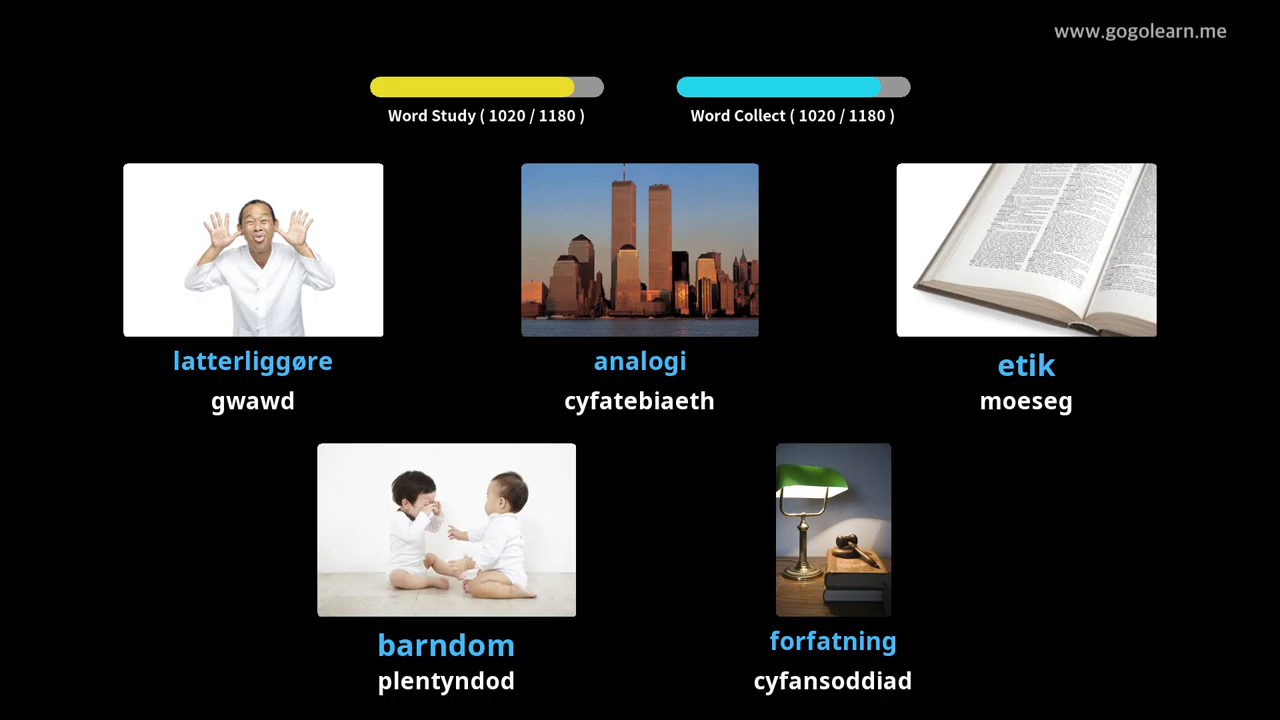 www.gogolearn.me
Word Study ( 1020 / 1180 )
Word Collect ( 1020 / 1180 )
latterliggøre
gwawd
analogi
cyfatebiaeth
etik
moeseg
barndom
plentyndod
forfatning
cyfansoddiad